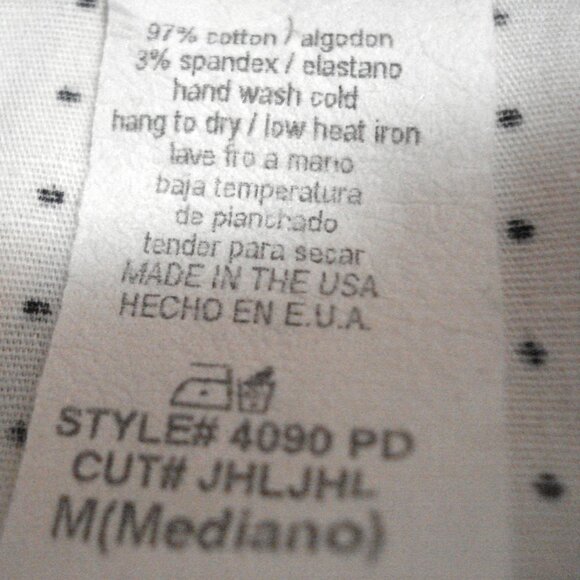 97% cotton / algodon
3% spandex / elastano
hand wash cold
hang to dry / low heat iron
lave fro a mano
baja temperatura
de planchado
tender para secar
MADE IN THE USA
HECHO EN E.U.A.
STYLE# 4090 PD
CUT# JHLJHL
M(Mediano)